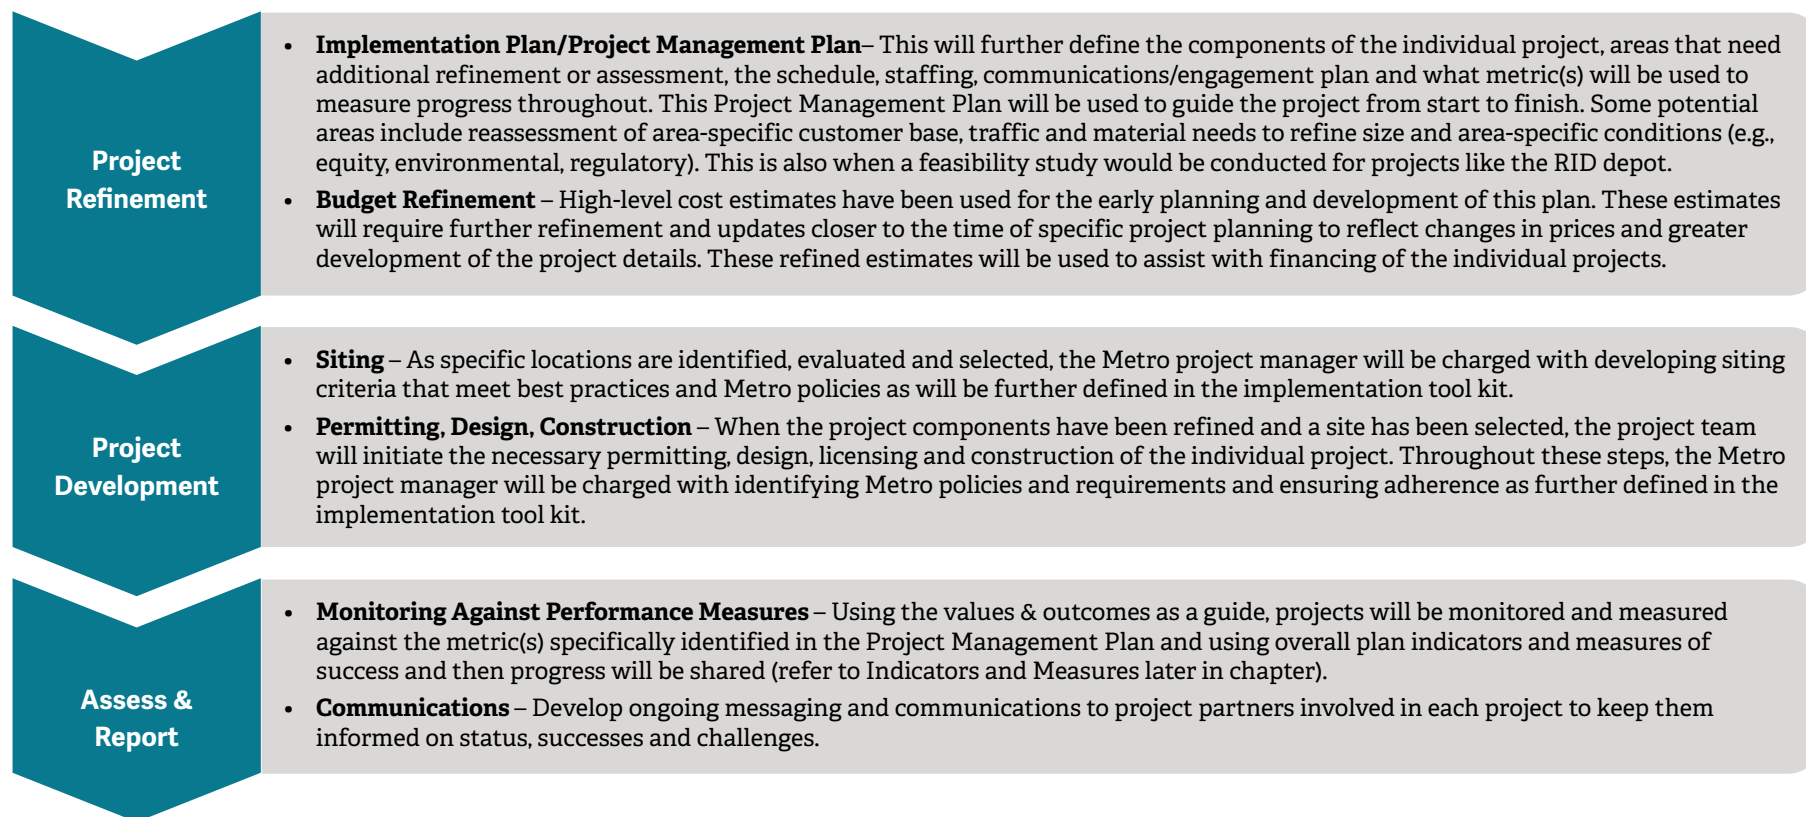 Project
Refinement
• Implementation Plan/Project Management Plan– This will further define the components of the individual project, areas that need
additional refinement or assessment, the schedule, staffing, communications/engagement plan and what metric(s) will be used to
measure progress throughout. This Project Management Plan will be used to guide the project from start to finish. Some potential
areas include reassessment of area-specific customer base, traffic and material needs to refine size and area-specific conditions (e.g.,
equity, environmental, regulatory). This is also when a feasibility study would be conducted for projects like the RID depot.
• Budget Refinement – High-level cost estimates have been used for the early planning and development of this plan. These estimates
will require further refinement and updates closer to the time of specific project planning to reflect changes in prices and greater
development of the project details. These refined estimates will be used to assist with financing of the individual projects.
Project
Development
• Siting – As specific locations are identified, evaluated and selected, the Metro project manager will be charged with developing siting
criteria that meet best practices and Metro policies as will be further defined in the implementation tool kit.
• Permitting, Design, Construction – When the project components have been refined and a site has been selected, the project team
will initiate the necessary permitting, design, licensing and construction of the individual project. Throughout these steps, the Metro
project manager will be charged with identifying Metro policies and requirements and ensuring adherence as further defined in the
implementation tool kit.
Assess &
Report
• Monitoring Against Performance Measures – Using the values & outcomes as a guide, projects will be monitored and measured
against the metric(s) specifically identified in the Project Management Plan and using overall plan indicators and measures of
success and then progress will be shared (refer to Indicators and Measures later in chapter).
• Communications – Develop ongoing messaging and communications to project partners involved in each project to keep them
informed on status, successes and challenges.